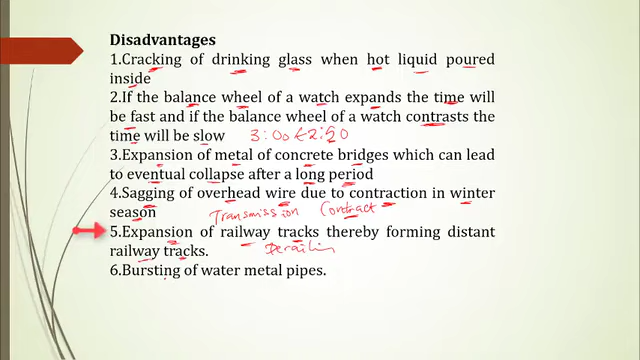 Disadvantages
1.Cracking of drinking glass when hot liquid poured
inside
2.If the balance wheel of a watch expands the time will
be fast and if the balance wheel of a watch contrasts the
time will be slow 3:00
3.Expansion of metal of concrete bridges which can lead
to eventual collapse after a long period
4.Sagging of overhead wire due to contraction in winter
season Transmission Contract
5.Expansion of railway tracks thereby forming distant
railway tracks.
6.Bursting of water metal pipes.